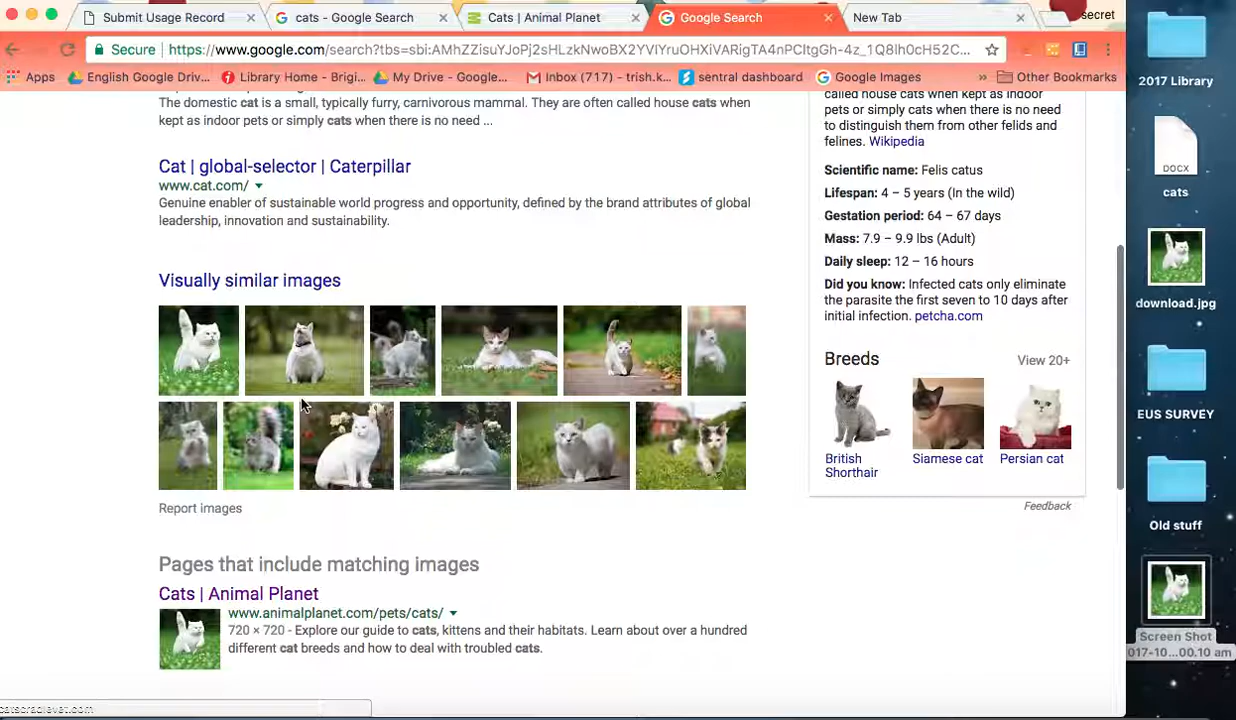 Submit Usage Record
cats - Google Search
Cats | Animal Planet
Google Search
New Tab
secret
Secure
https://www.google.com/search?tbs=sbi:AMhZZisuYJoPj2sHLzkNwoBX2YVIYruOHXiVARigTA4nPCltgGh-4z_1Q8lh0cH52C...
Apps
English Google Driv...
Library Home - Brigi...
My Drive - Google...
Inbox (717) - trish.k...
sentral dashboard
Google Images
»
Other Bookmarks
The domestic cat is a small, typically furry, carnivorous mammal. They are often called house cats when
kept as indoor pets or simply cats when there is no need ...
Cat | global-selector | Caterpillar
www.cat.com/
Genuine enabler of sustainable world progress and opportunity, defined by the brand attributes of global
leadership, innovation and sustainability.
Visually similar images
Report images
Pages that include matching images
Cats | Animal Planet
www.animalplanet.com/pets/cats/
720 × 720 - Explore our guide to cats, kittens and their habitats. Learn about over a hundred
different cat breeds and how to deal with troubled cats.
called house cats when kept as indoor
pets or simply cats when there is no need
to distinguish them from other felids and
felines. Wikipedia
Scientific name: Felis catus
Lifespan: 4 – 5 years (In the wild)
Gestation period: 64 – 67 days
Mass: 7.9 – 9.9 lbs (Adult)
Daily sleep: 12 – 16 hours
Did you know: Infected cats only eliminate
the parasite the first seven to 10 days after
initial infection. petcha.com
Breeds
View 20+
British
Shorthair
Siamese cat
Persian cat
Feedback
2017 Library
DOCX
cats
download.jpg
EUS SURVEY
Old stuff
Screen Shot
017-10...00.10 am